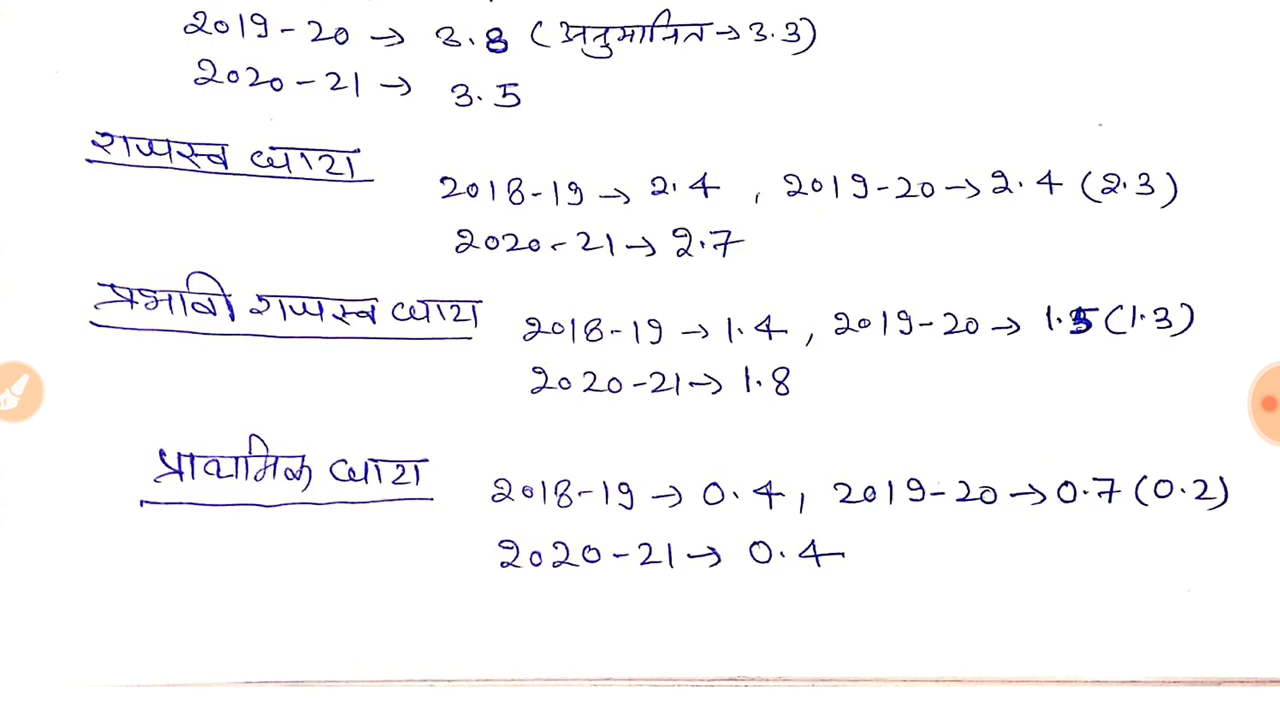 2019-20 → 3.8 (अनुमानित → 3.3)
2020-21 → 3.5
राजस्व घाटा
2018-19 → 2.4 , 2019-20 → 2.4 (2.3)
2020-21 → 2.7
प्रभावी राजस्व घाटा
2018-19 → 1.4 , 2019-20 → 1.5 (1.3)
2020-21 → 1.8
प्राथमिक घाटा
2018-19 → 0.4, 2019-20 → 0.7 (0.2)
2020-21 → 0.4